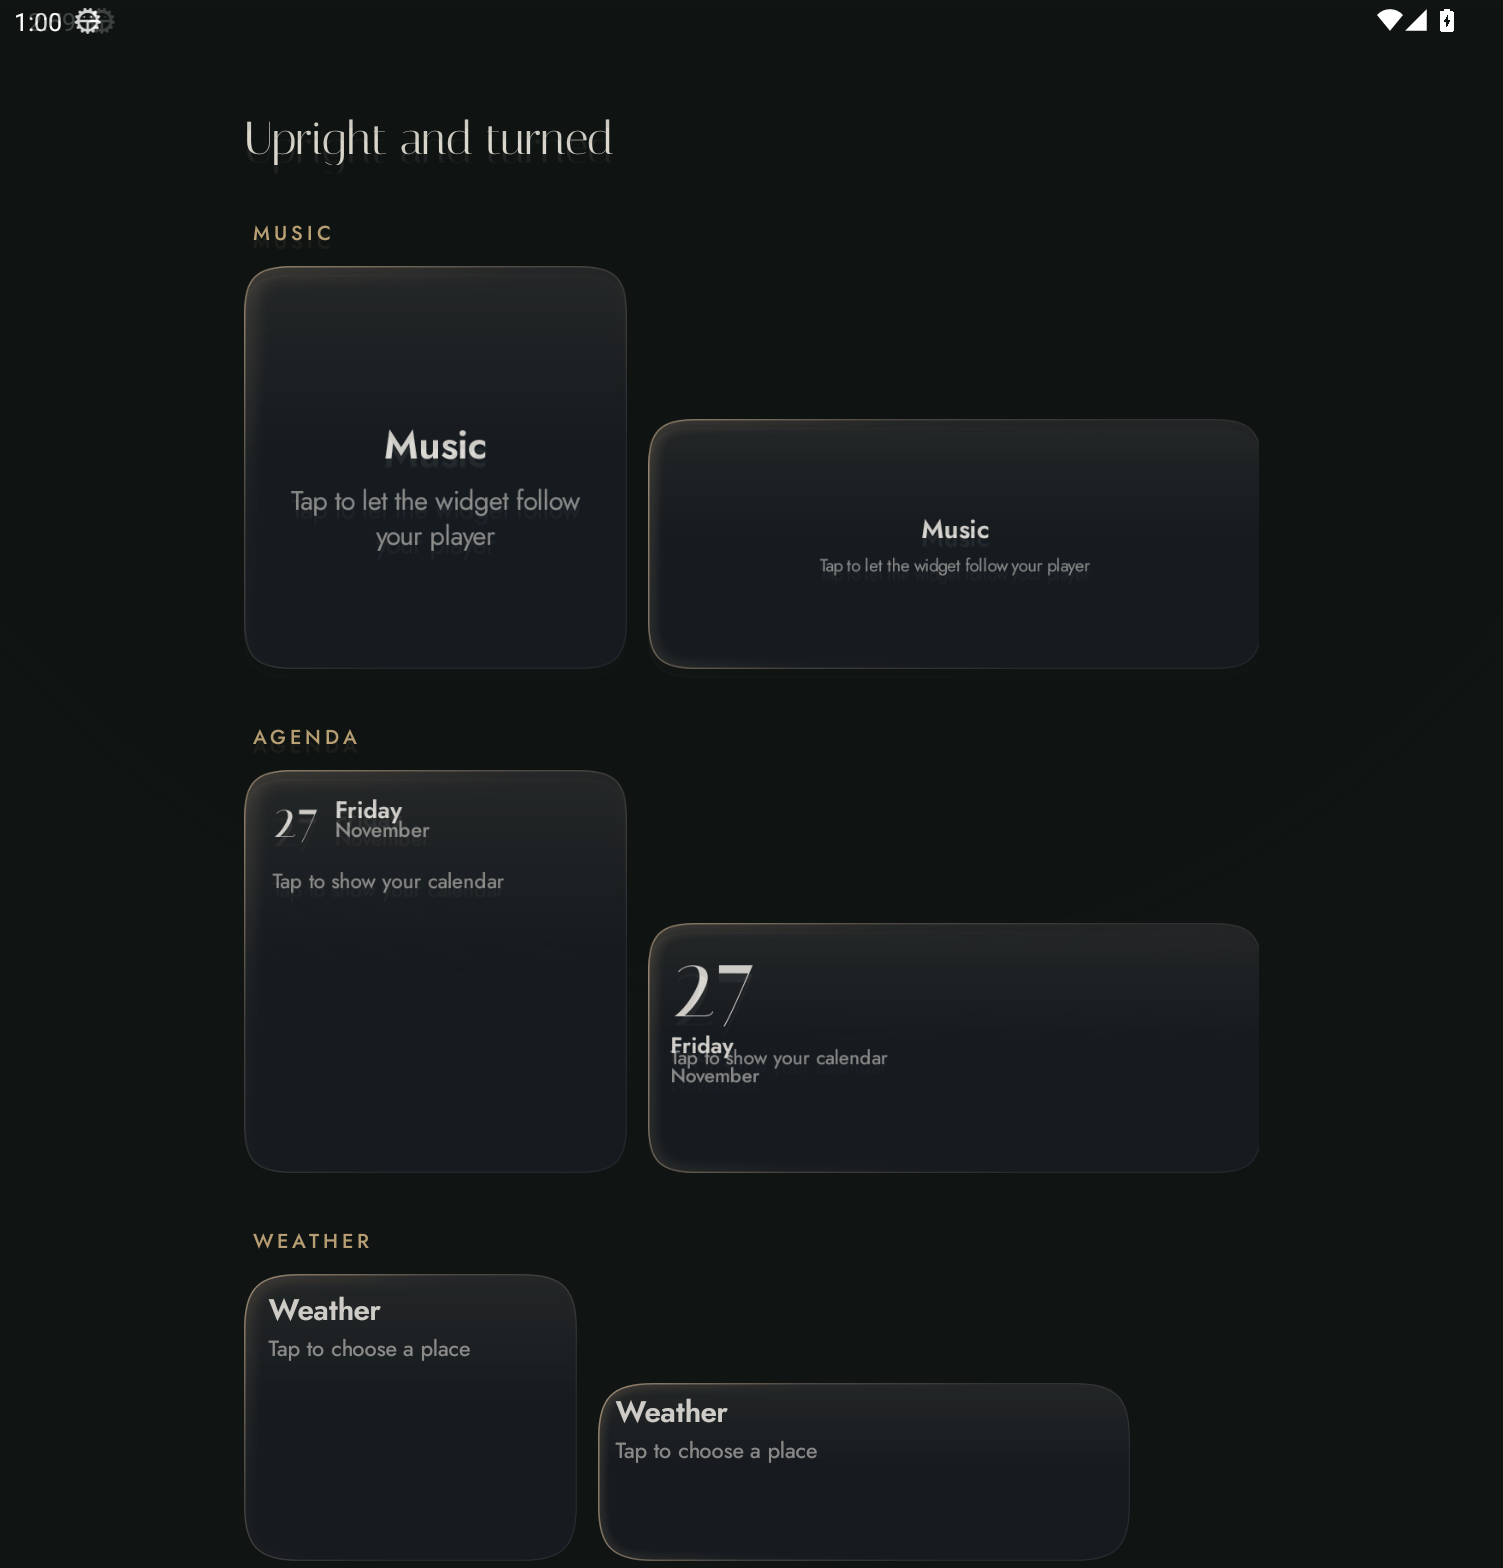 1:00
Upright and turned
MUSIC
Music
Tap to let the widget follow
your player
Music
Tap to let the widget follow your player
AGENDA
27
Friday
November
Tap to show your calendar
27
Friday
Tap to show your calendar
November
WEATHER
Weather
Tap to choose a place
Weather
Tap to choose a place